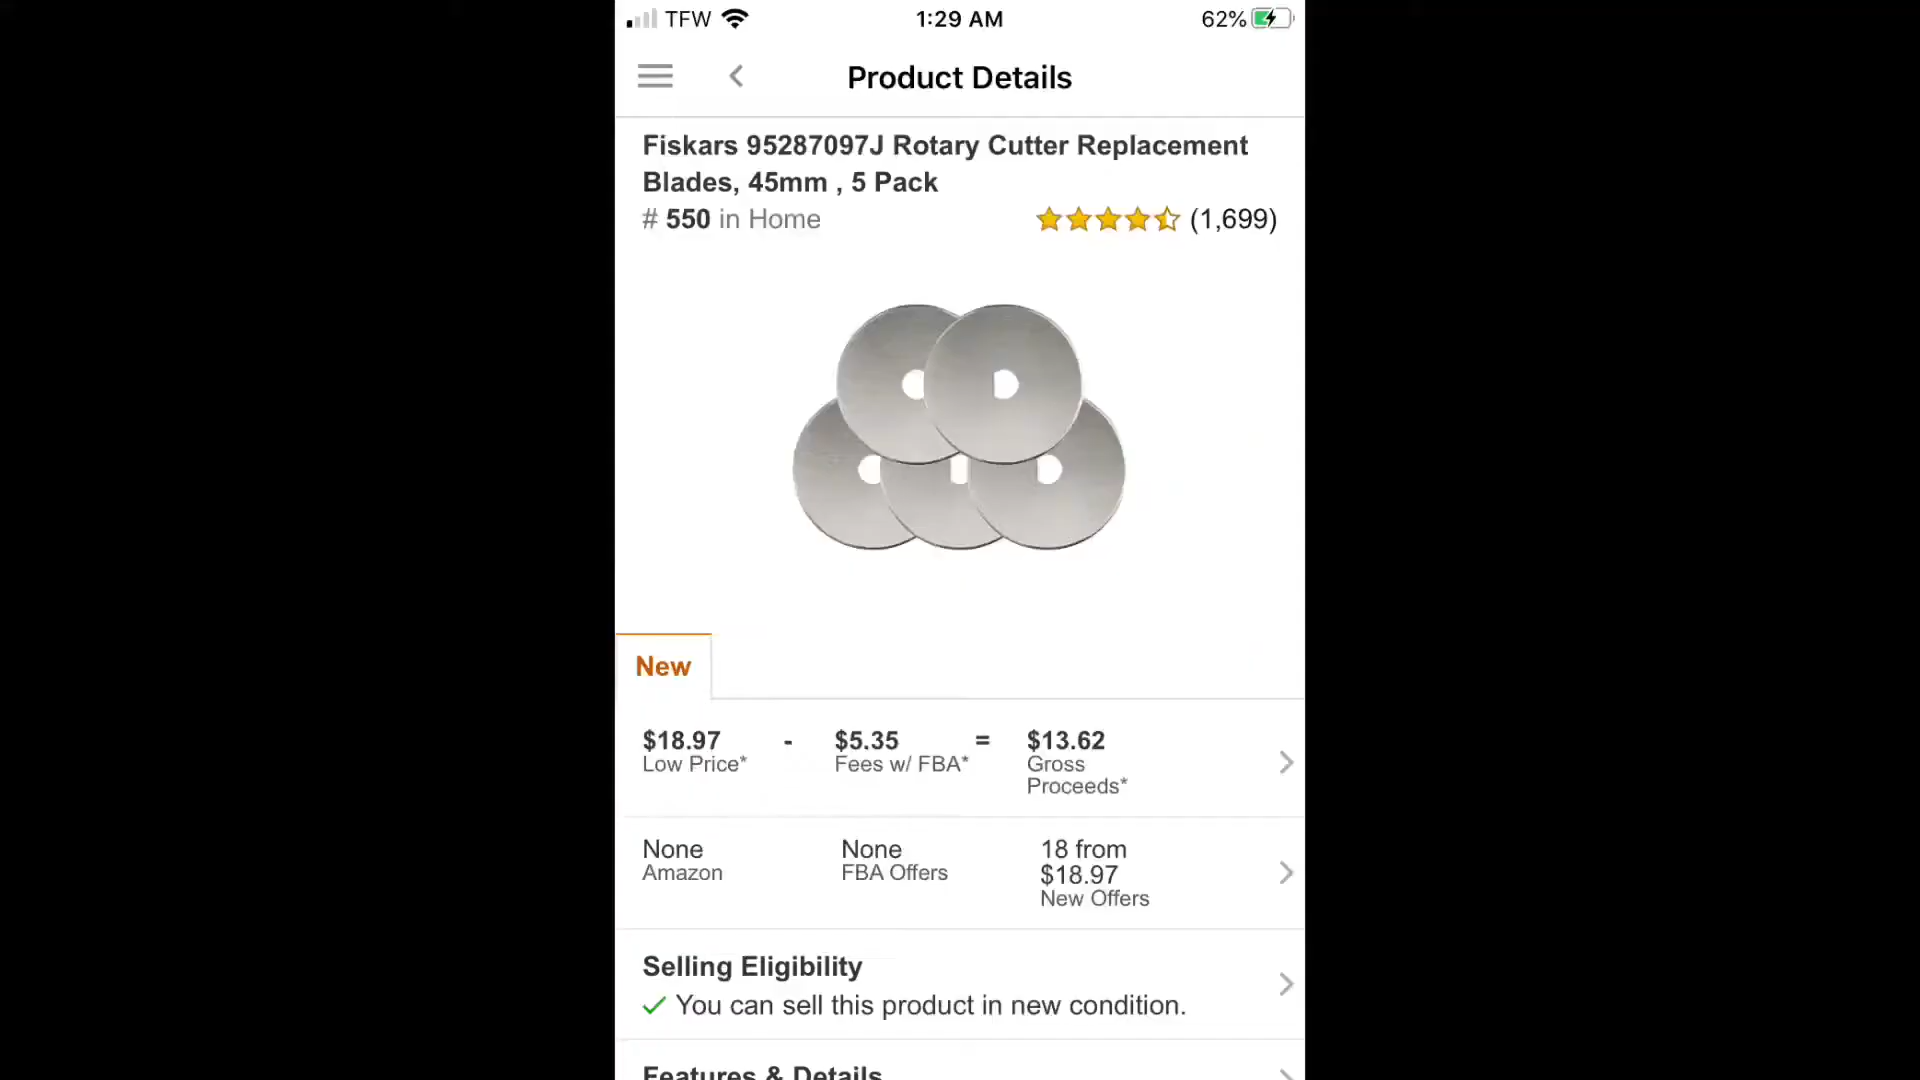 TFW 1:29 AM 62%
Product Details
Fiskars 95287097J Rotary Cutter Replacement
Blades, 45mm , 5 Pack
# 550 in Home (1,699)
New
$18.97 - $5.35 = $13.62
Low Price* Fees w/ FBA* Gross
Proceeds*
None None 18 from
Amazon FBA Offers $18.97
New Offers
Selling Eligibility
You can sell this product in new condition.
Features & Details